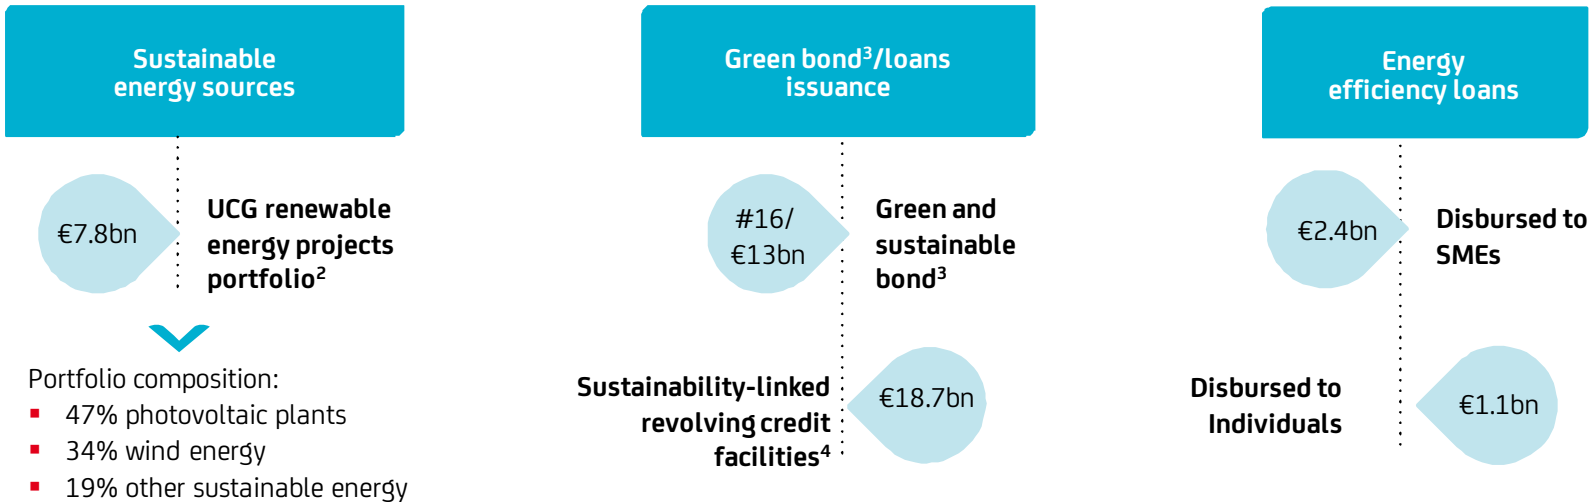 Sustainable
energy sources
€7.8bn
UCG renewable
energy projects
portfolio²
Portfolio composition:
▪ 47% photovoltaic plants
▪ 34% wind energy
▪ 19% other sustainable energy
Green bond³/loans
issuance
#16/
€13bn
Green and
sustainable
bond³
Sustainability-linked
revolving credit
facilities⁴
€18.7bn
Energy
efficiency loans
€2.4bn
Disbursed to
SMEs
Disbursed to
Individuals
€1.1bn